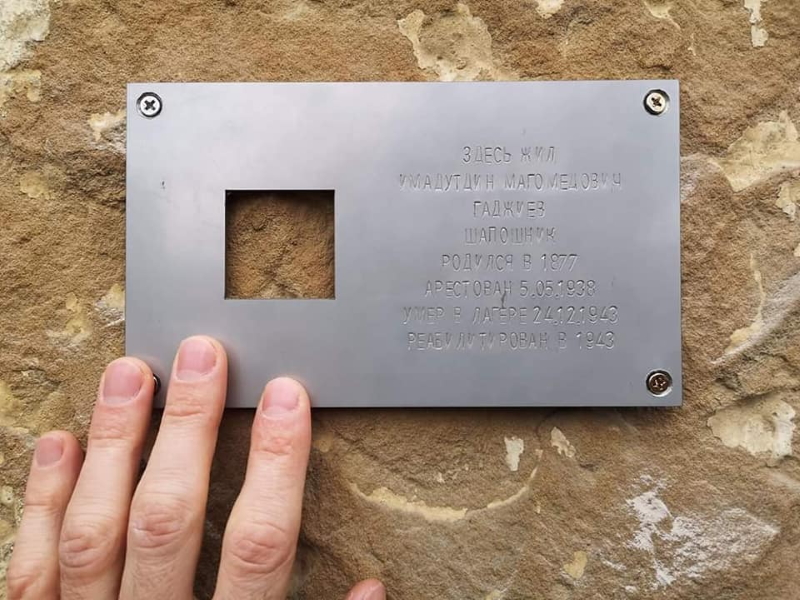 ЗДЕСЬ ЖИЛ
ИМАДУТДИН МАГОМЕДОВИЧ
ГАДЖИЕВ
ШАПОШНИК
РОДИЛСЯ В 1877
АРЕСТОВАН 5.05.1938
УМЕР В ЛАГЕРЕ 24.12.1943
РЕАБИЛИТИРОВАН В 1943